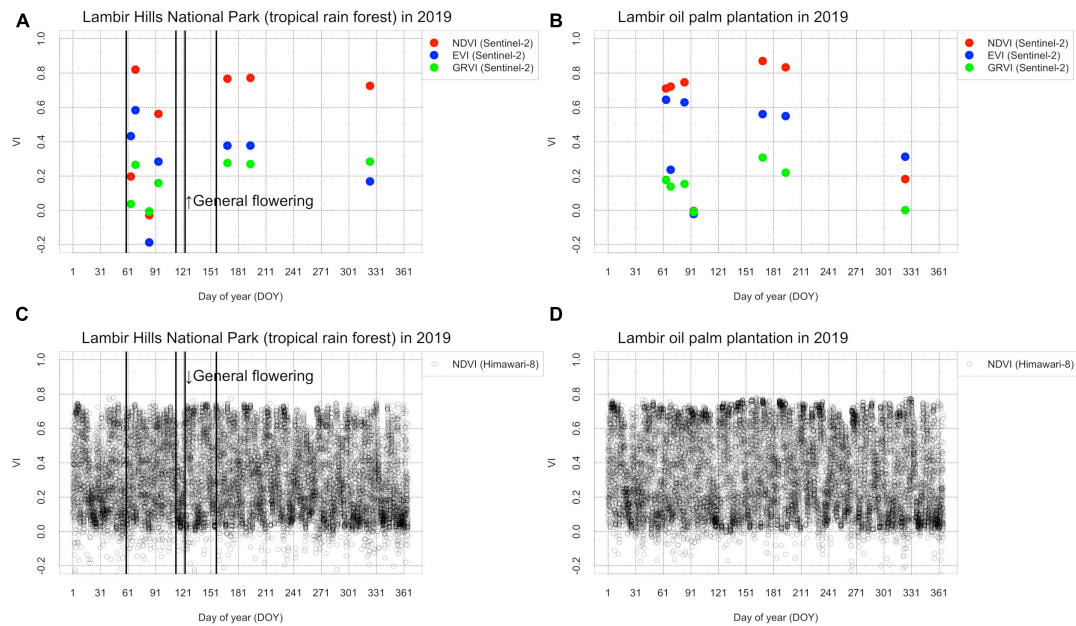 A
Lambir Hills National Park (tropical rain forest) in 2019
1.0
0.8
0.6
0.4
0.2
0.0
-0.2
VI
NDVI (Sentinel-2)
EVI (Sentinel-2)
GRVI (Sentinel-2)
↑General flowering
1 31 61 91 121 151 181 211 241 271 301 331 361
Day of year (DOY)
B
Lambir oil palm plantation in 2019
1.0
0.8
0.6
0.4
0.2
0.0
-0.2
VI
NDVI (Sentinel-2)
EVI (Sentinel-2)
GRVI (Sentinel-2)
1 31 61 91 121 151 181 211 241 271 301 331 361
Day of year (DOY)
C
Lambir Hills National Park (tropical rain forest) in 2019
1.0
0.8
0.6
0.4
0.2
0.0
-0.2
VI
NDVI (Himawari-8)
↓General flowering
1 31 61 91 121 151 181 211 241 271 301 331 361
Day of year (DOY)
D
Lambir oil palm plantation in 2019
1.0
0.8
0.6
0.4
0.2
0.0
-0.2
VI
NDVI (Himawari-8)
1 31 61 91 121 151 181 211 241 271 301 331 361
Day of year (DOY)